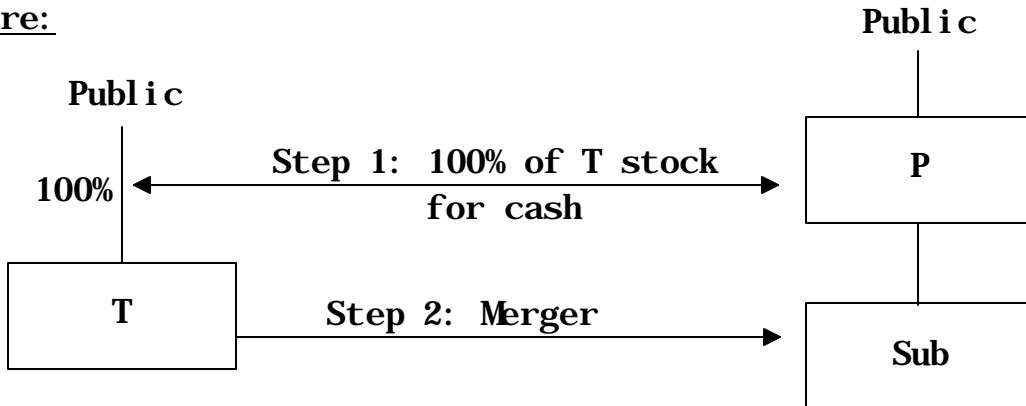 re:
Public
Public
Step 1: 100% of T stock
for cash
100%
P
T
Step 2: Merger
Sub